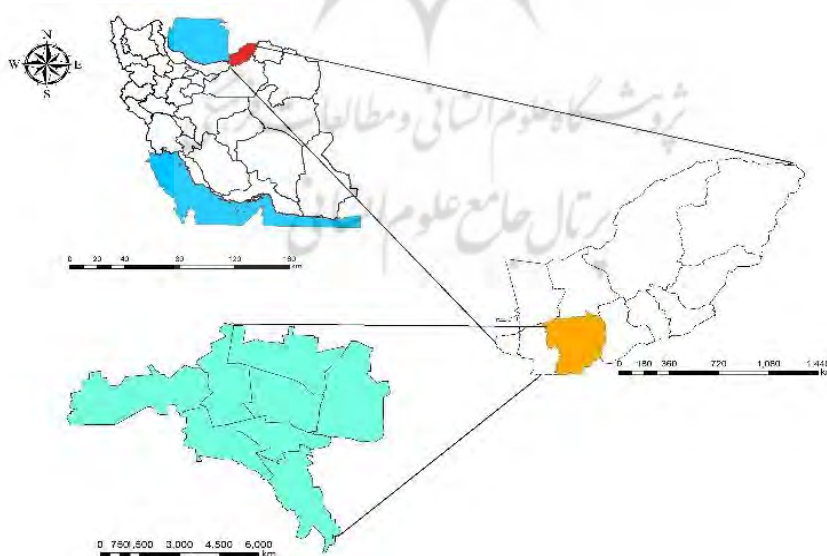 N
W E
S
پژوهشگاه علوم انسانی و مطالعات فرهنگی
پرتال جامع علوم انسانی
0 20 40 80 120 160
km
0 180 360 720 1,080 1,440
km
0 750 1,500 3,000 4,500 6,000
km